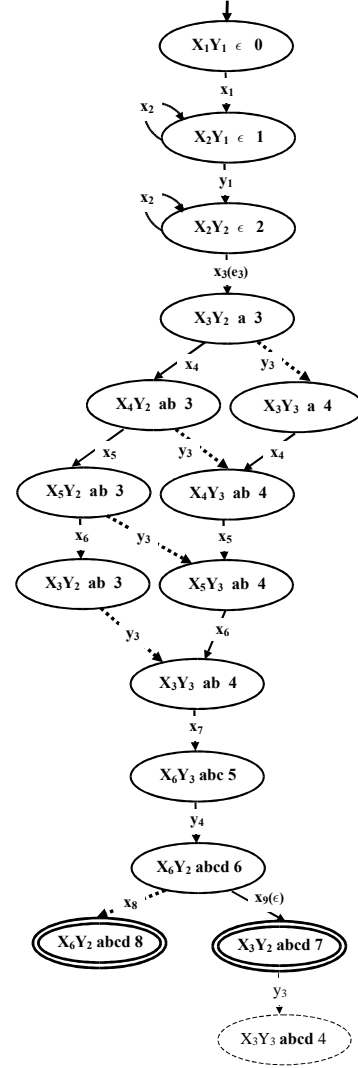 X₁Y₁ ϵ 0
x₁
x₂
X₂Y₁ ϵ 1
y₁
x₂
X₂Y₂ ϵ 2
x₃(e₃)
X₃Y₂ a 3
x₄ y₃
X₄Y₂ ab 3 X₃Y₃ a 4
x₅ y₃ x₄
X₅Y₂ ab 3 X₄Y₃ ab 4
x₆ y₃ x₅
X₃Y₂ ab 3 X₅Y₃ ab 4
y₃ x₆
X₃Y₃ ab 4
x₇
X₆Y₃ abc 5
y₄
X₆Y₂ abcd 6
x₈ x₉(ϵ)
X₆Y₂ abcd 8 X₃Y₂ abcd 7
y₃
X₃Y₃ abcd 4